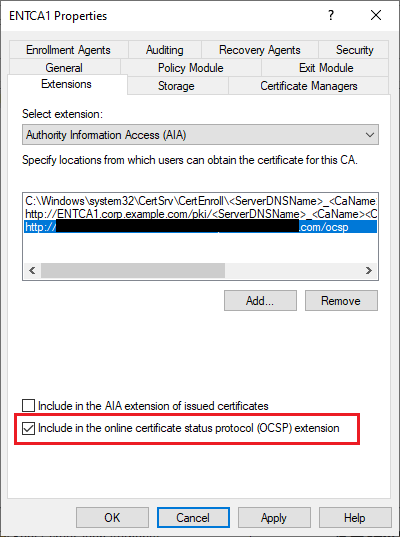 ENTCA1 Properties
Enrollment Agents Auditing Recovery Agents Security
General Policy Module Exit Module
Extensions Storage Certificate Managers
Select extension:
Authority Information Access (AIA)
Specify locations from which users can obtain the certificate for this CA.
C:\Windows\system32\CertSrv\CertEnroll\<ServerDNSName>_<CaName
http://ENTCA1.corp.example.com/pki/<ServerDNSName>_<CaName><C
http:// .com/ocsp
Add... Remove
Include in the AIA extension of issued certificates
Include in the online certificate status protocol (OCSP) extension
OK Cancel Apply Help